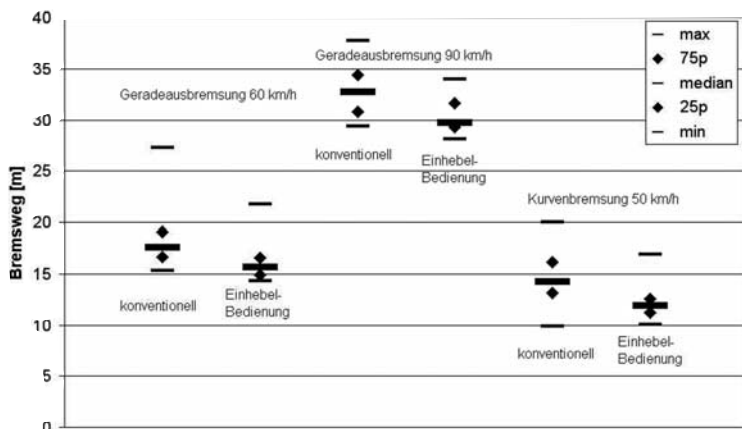 Bremsweg [m]
40
35
30
25
20
15
10
5
0
Geradeausbremsung 60 km/h
konventionell
Einhebel-
Bedienung
Geradeausbremsung 90 km/h
konventionell
Einhebel-
Bedienung
Kurvenbremsung 50 km/h
konventionell
Einhebel-
Bedienung
max
75p
median
25p
min